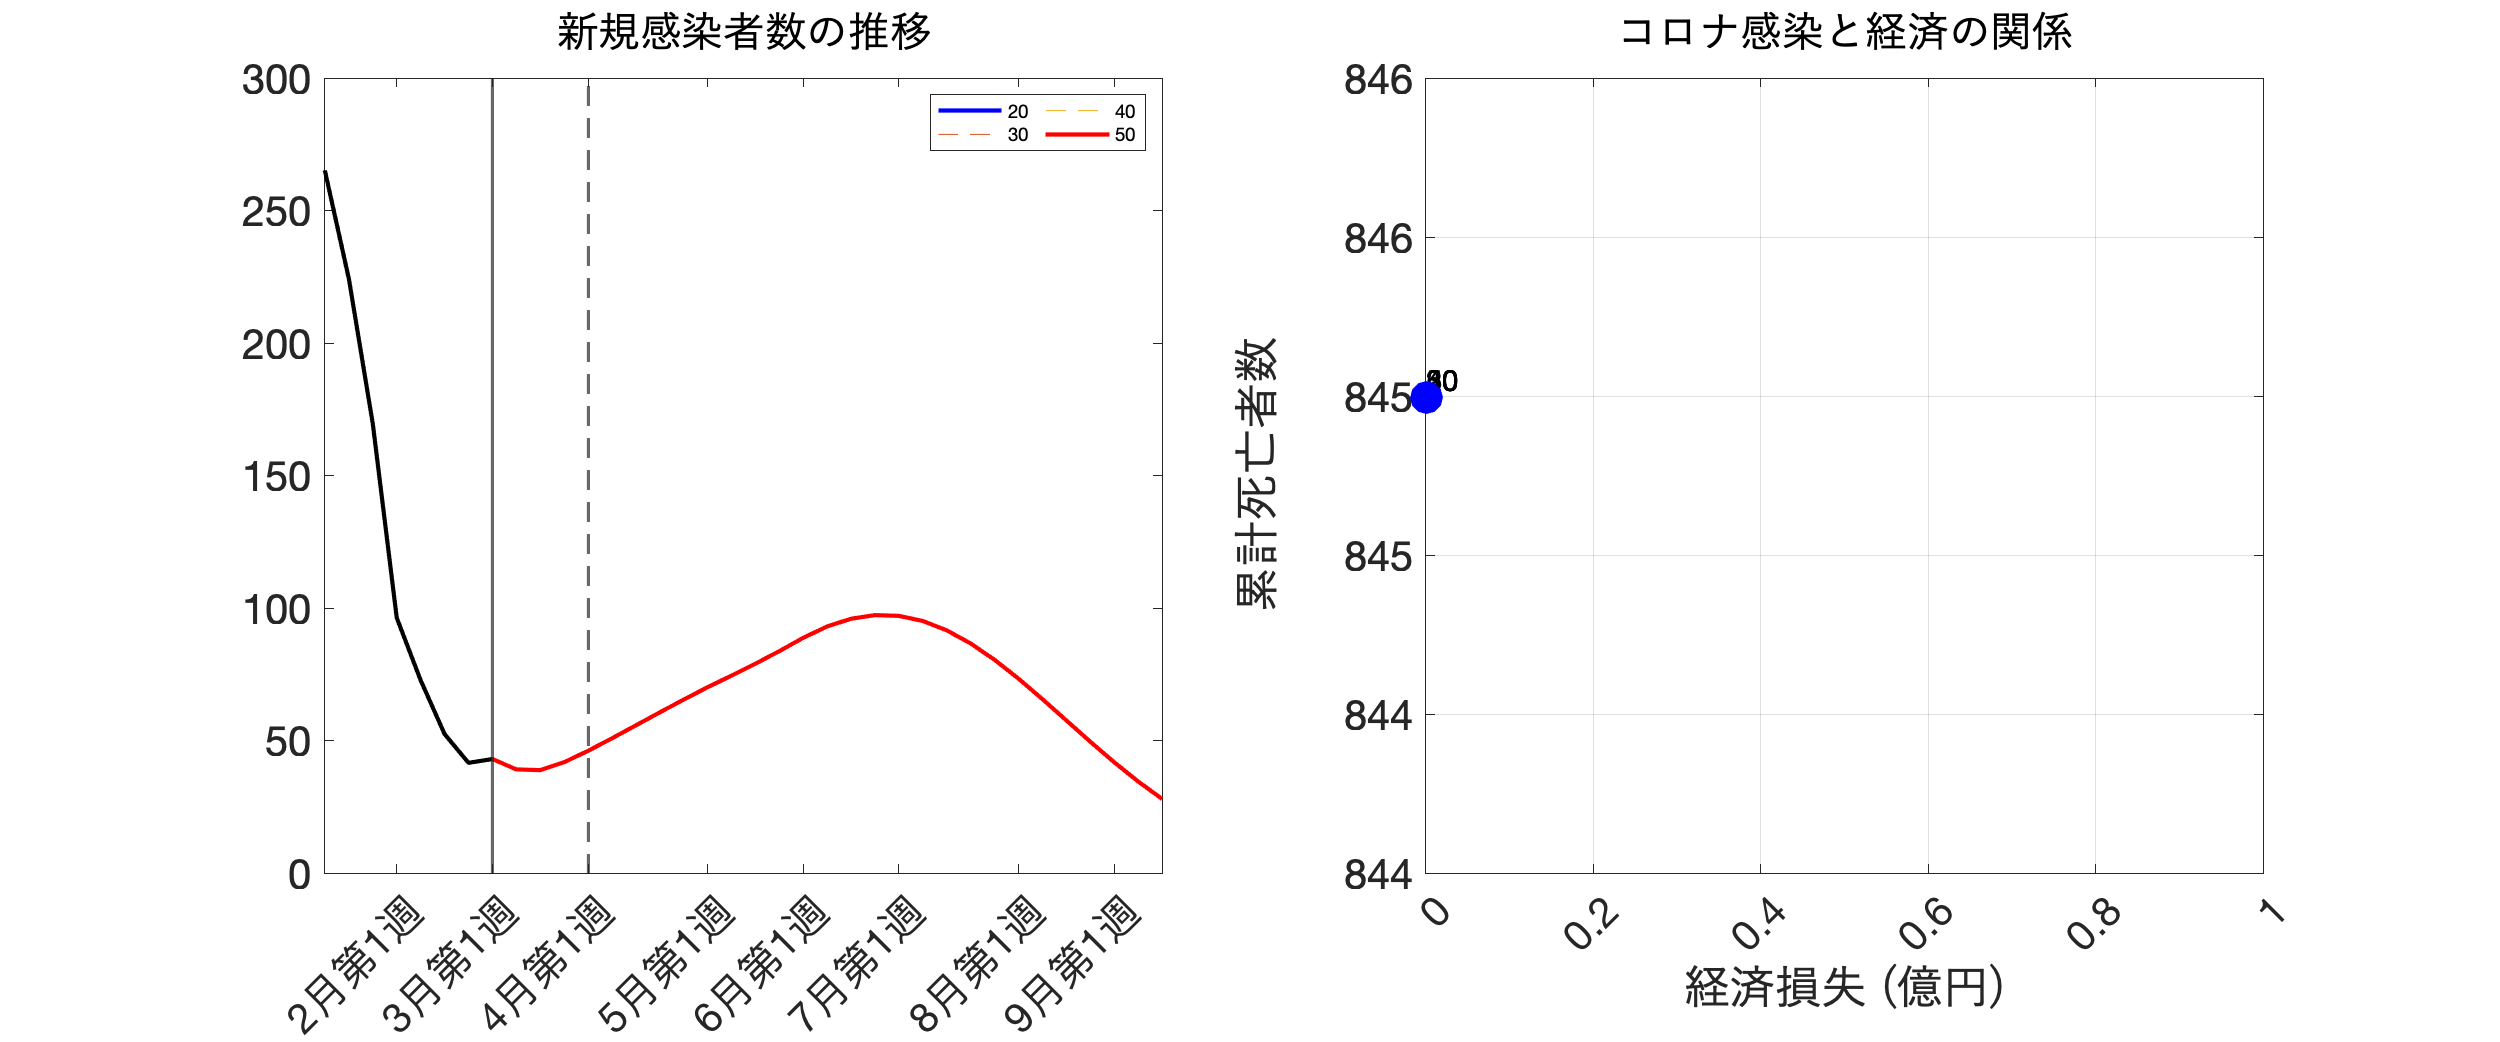 新規感染者数の推移
300
250
200
150
100
50
0
20
40
30
50
2月第1週
3月第1週
4月第1週
5月第1週
6月第1週
7月第1週
8月第1週
9月第1週
コロナ感染と経済の関係
累計死亡者数
846
846
845
845
844
844
0
0.2
0.4
0.6
0.8
1
経済損失 (億円)